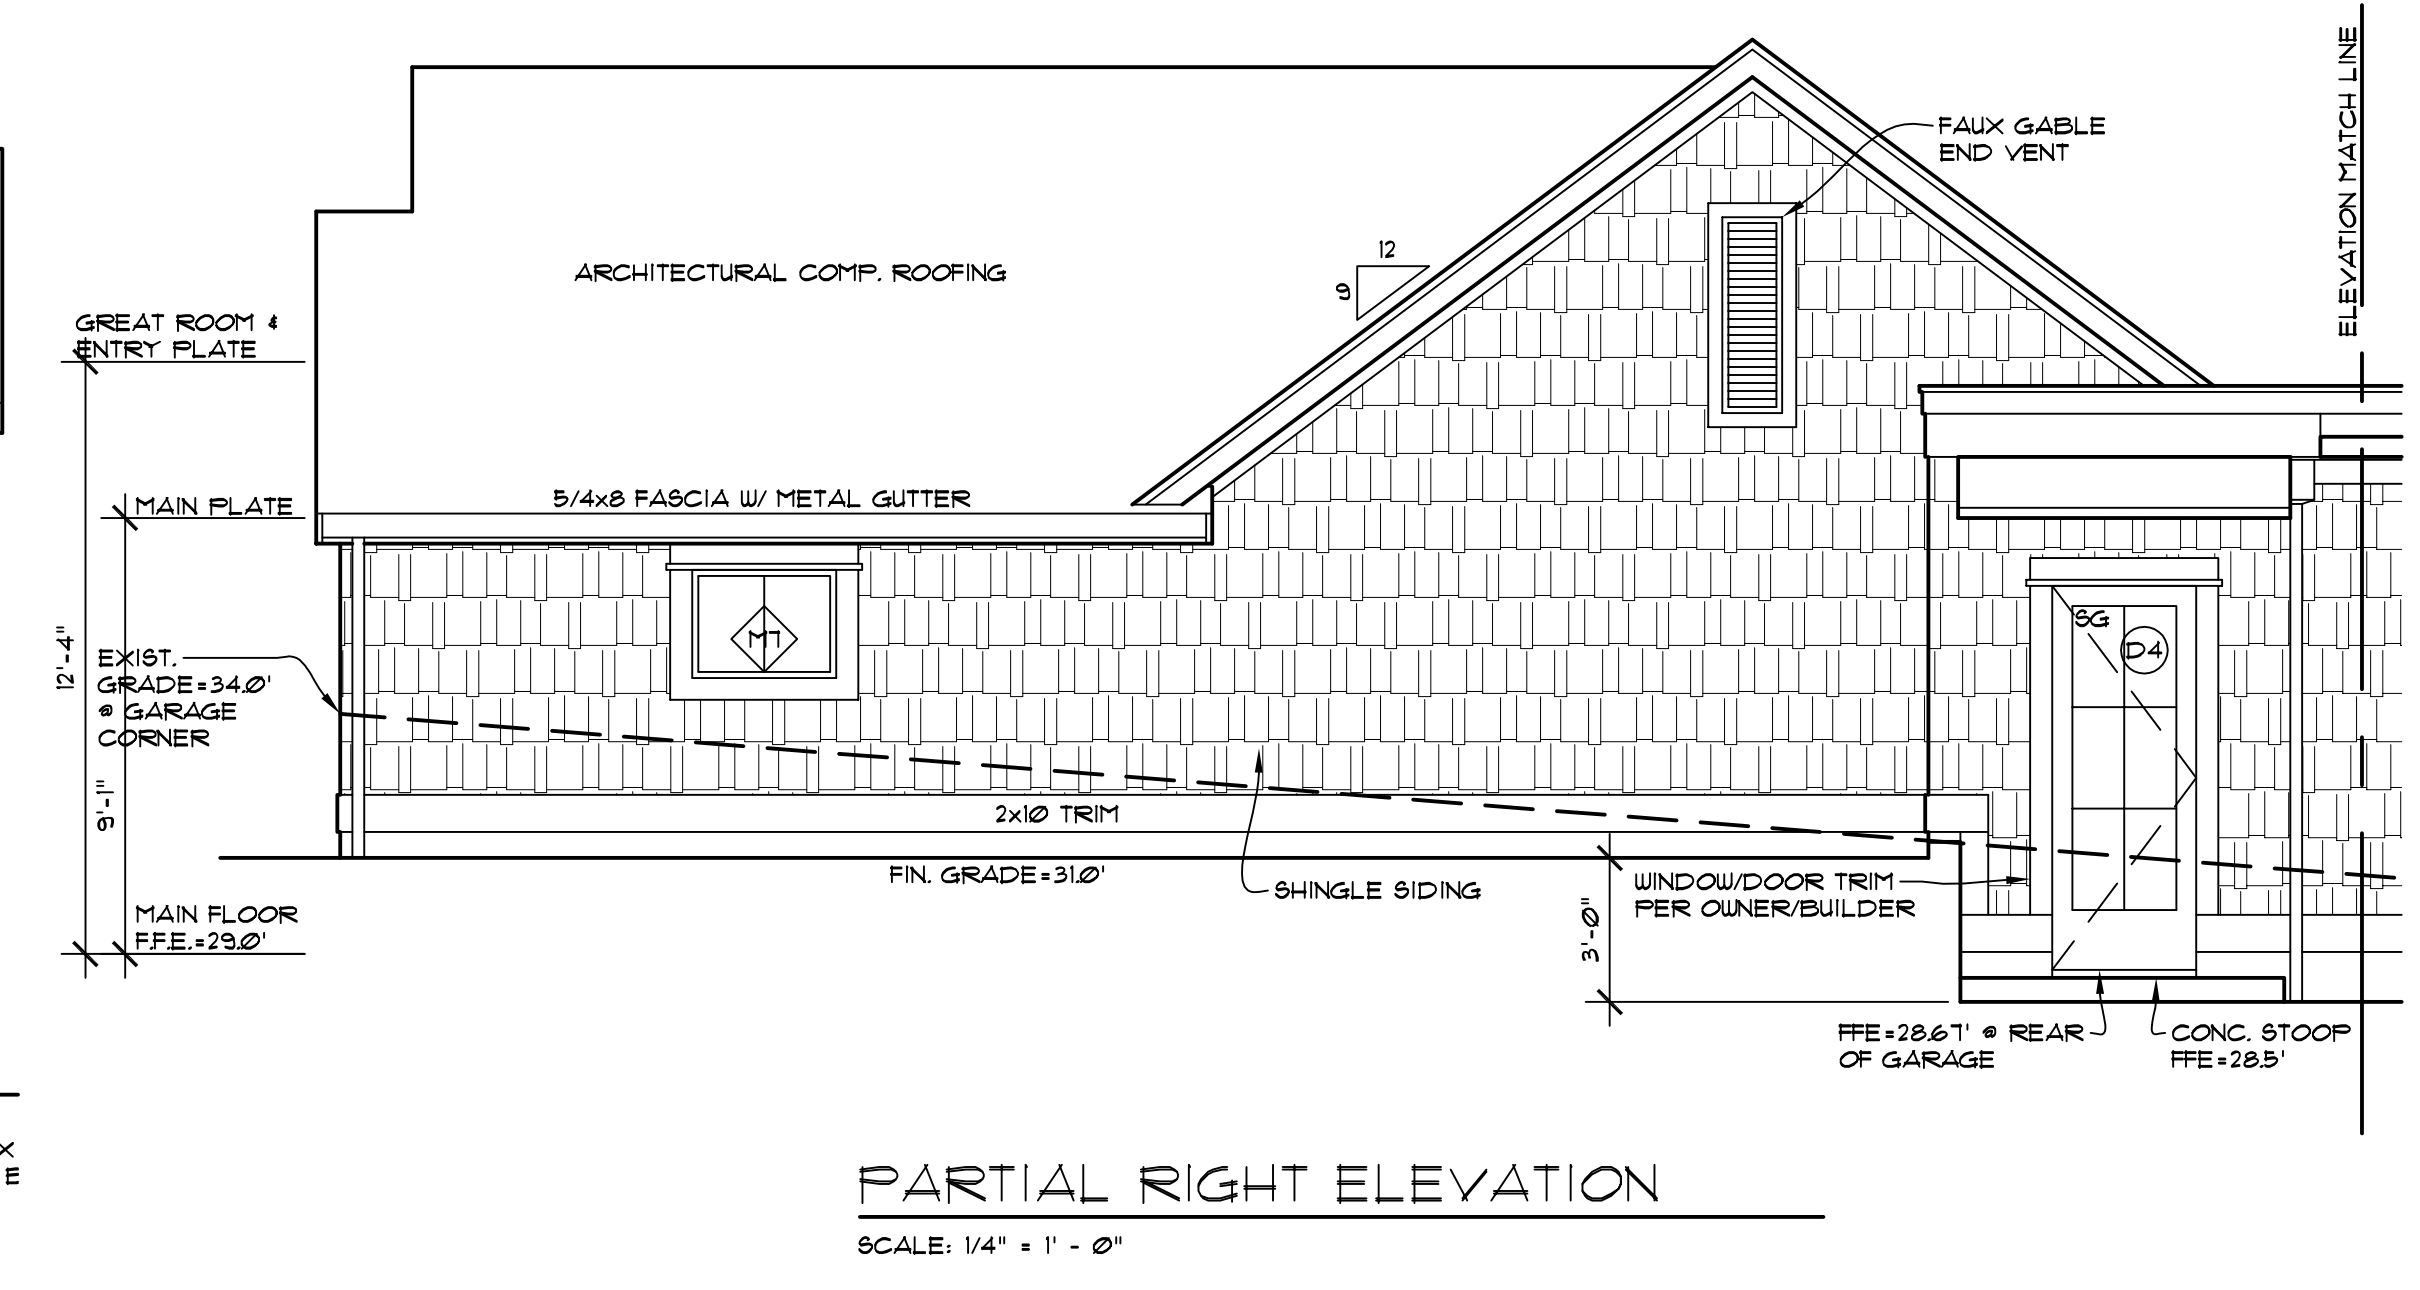 ELEVATION MATCH LINE
FAUX GABLE
END VENT
12
9
ARCHITECTURAL COMP. ROOFING
GREAT ROOM &
ENTRY PLATE
MAIN PLATE
5/4x8 FASCIA W/ METAL GUTTER
12'-4"
9'-1"
EXIST.
GRADE=34.0'
@ GARAGE
CORNER
M7
SG
D4
2x10 TRIM
FIN. GRADE=31.0'
SHINGLE SIDING
WINDOW/DOOR TRIM
PER OWNER/BUILDER
3'-0"
MAIN FLOOR
F.F.E.=29.0'
FFE=28.67' @ REAR
OF GARAGE
CONC. STOOP
FFE=28.5'
X
E
PARTIAL RIGHT ELEVATION
SCALE: 1/4" = 1' - 0"